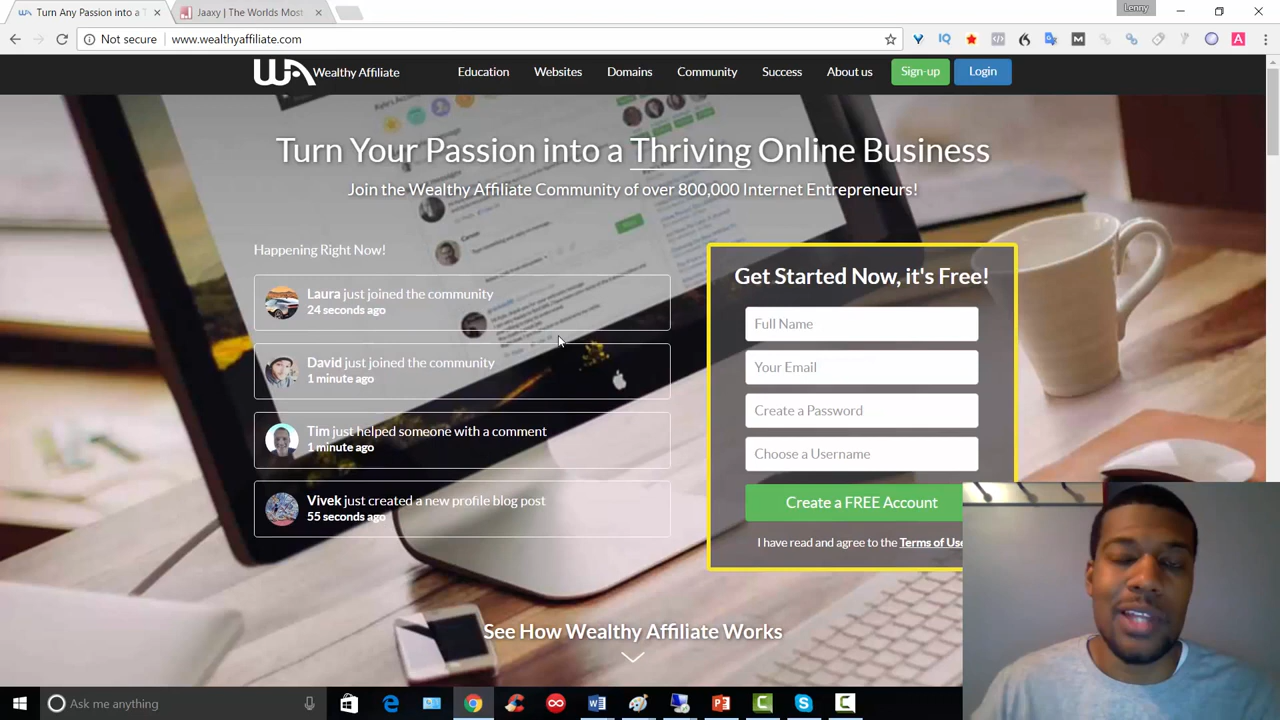 Turn Any Passion into a T
Jaaxy | The Worlds Most
Lenny
Not secure
www.wealthyaffiliate.com
WA Wealthy Affiliate
Education
Websites
Domains
Community
Success
About us
Sign-up
Login
Turn Your Passion into a Thriving Online Business
Join the Wealthy Affiliate Community of over 800,000 Internet Entrepreneurs!
Happening Right Now!
Laura just joined the community
24 seconds ago
David just joined the community
1 minute ago
Tim just helped someone with a comment
1 minute ago
Vivek just created a new profile blog post
55 seconds ago
Get Started Now, it's Free!
Full Name
Your Email
Create a Password
Choose a Username
Create a FREE Account
I have read and agree to the Terms of Use
See How Wealthy Affiliate Works
Ask me anything